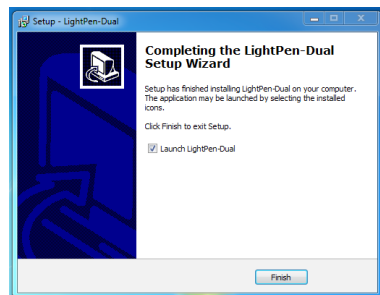 Setup - LightPen-Dual
Completing the LightPen-Dual
Setup Wizard
Setup has finished installing LightPen-Dual on your computer.
The application may be launched by selecting the installed
icons.
Click Finish to exit Setup.
Launch LightPen-Dual
Finish